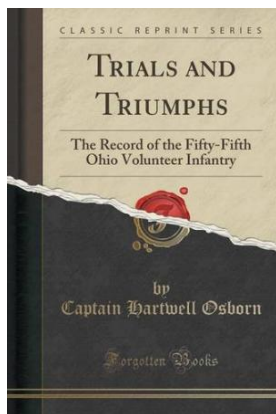 CLASSIC REPRINT SERIES
TRIALS AND
TRIUMPHS
The Record of the Fifty-Fifth
Ohio Volunteer Infantry
by
Captain Hartwell Osborn
Forgotten Books